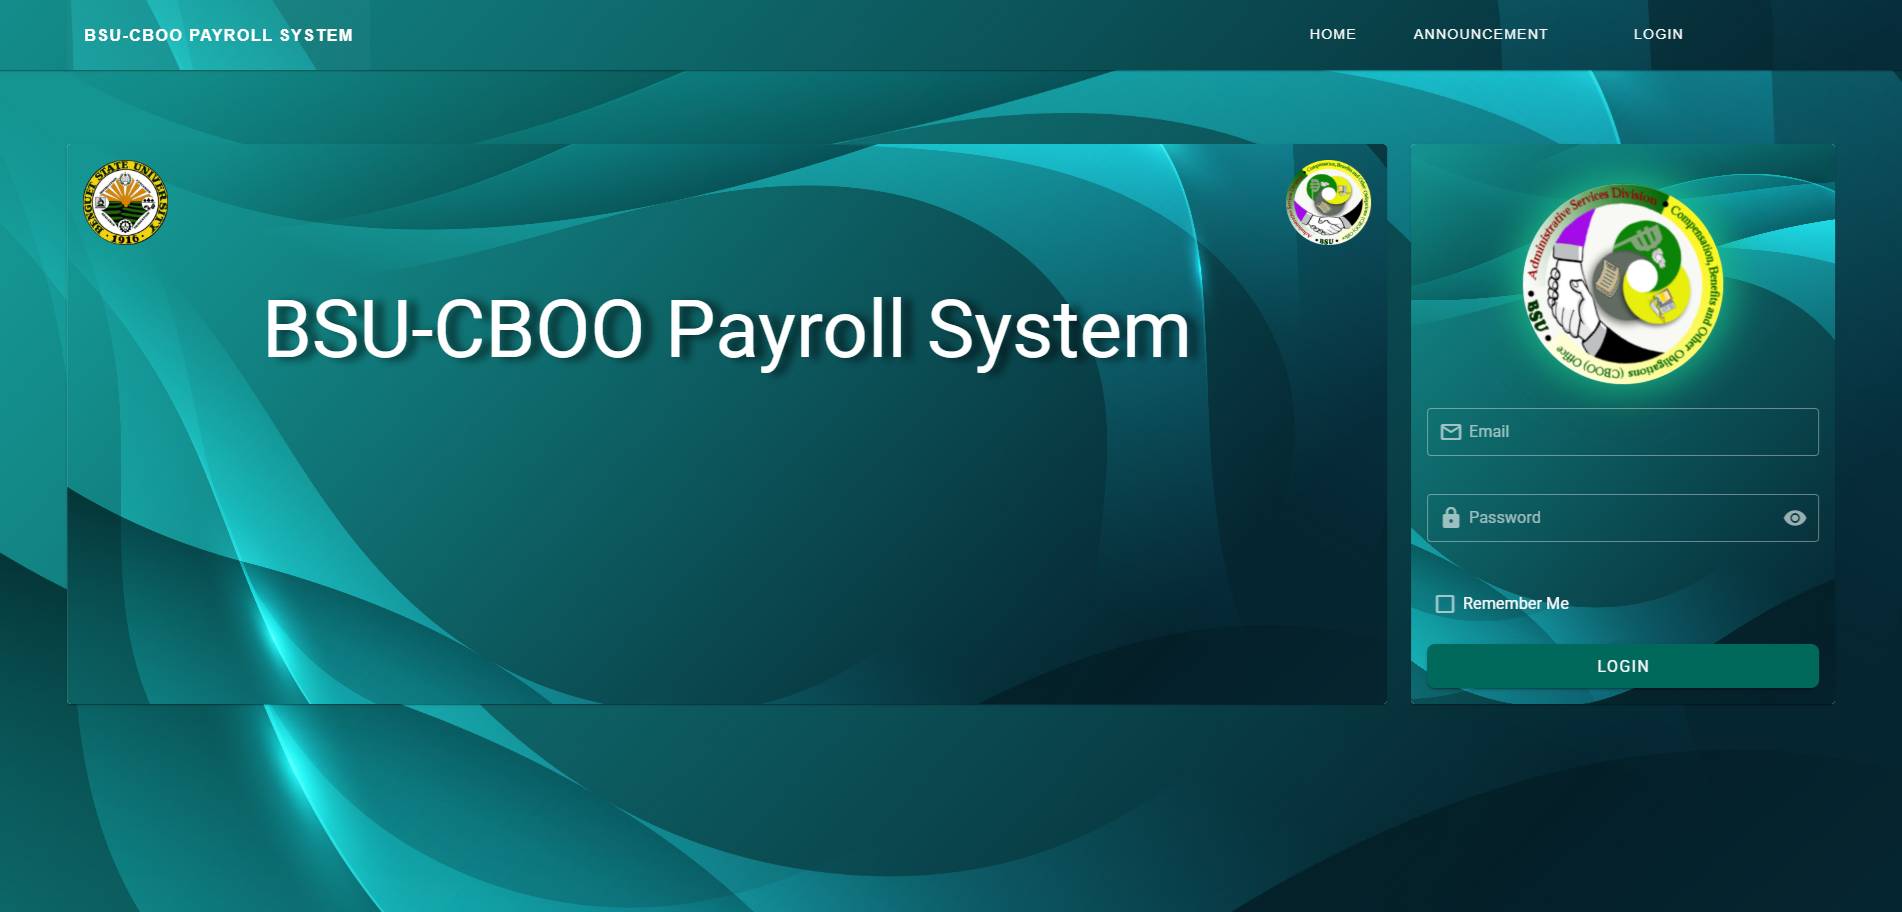 BSU-CBOO PAYROLL SYSTEM
HOME
ANNOUNCEMENT
LOGIN
BENGUET STATE UNIVERSITY
1916
BSU
BSU-CBOO Payroll System
Administrative Services Division
Compensation, Benefits and Other Obligations (CBOO) Office
BSU
Email
Password
Remember Me
LOGIN